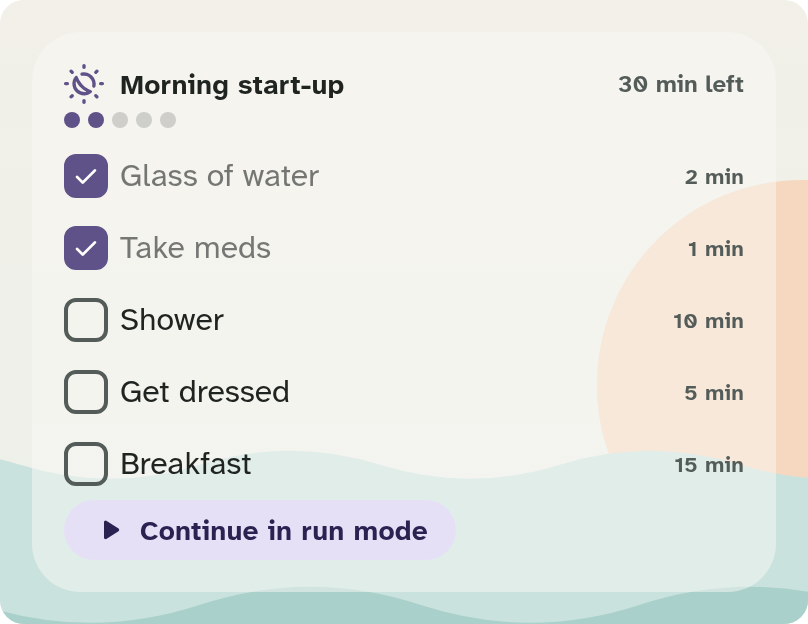 Morning start-up
30 min left
Glass of water
2 min
Take meds
1 min
Shower
10 min
Get dressed
5 min
Breakfast
15 min
Continue in run mode